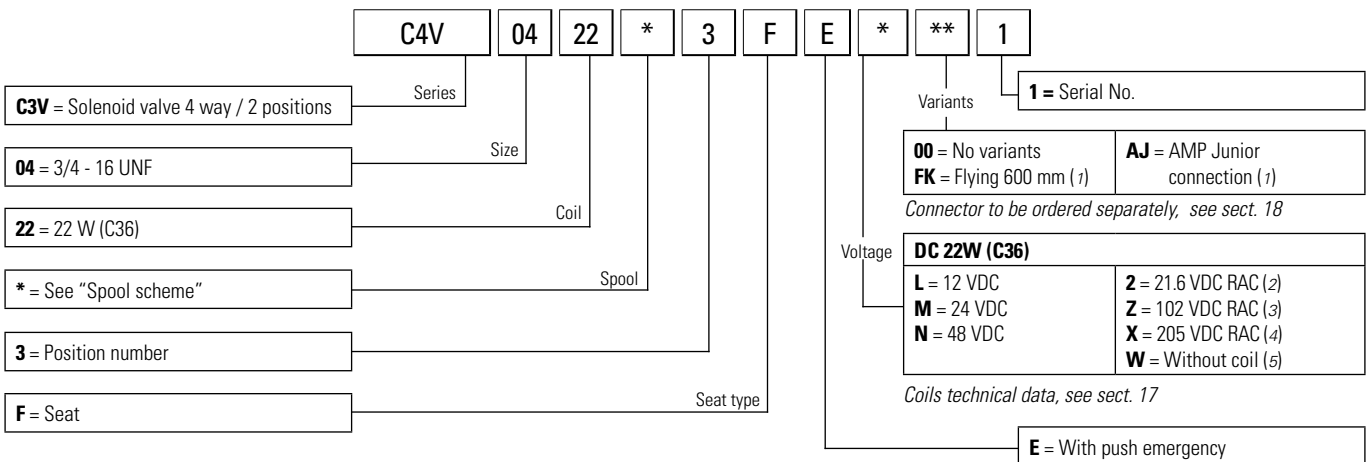 C4V 04 22 * 3 F E * ** 1
Series
C3V = Solenoid valve 4 way / 2 positions
Size
04 = 3/4 - 16 UNF
Coil
22 = 22 W (C36)
Spool
* = See “Spool scheme”
3 = Position number
Seat type
F = Seat
1 = Serial No.
Variants
00 = No variants
FK = Flying 600 mm (1)
AJ = AMP Junior
connection (1)
Connector to be ordered separately, see sect. 18
Voltage
DC 22W (C36)
L = 12 VDC
M = 24 VDC
N = 48 VDC
2 = 21.6 VDC RAC (2)
Z = 102 VDC RAC (3)
X = 205 VDC RAC (4)
W = Without coil (5)
Coils technical data, see sect. 17
E = With push emergency